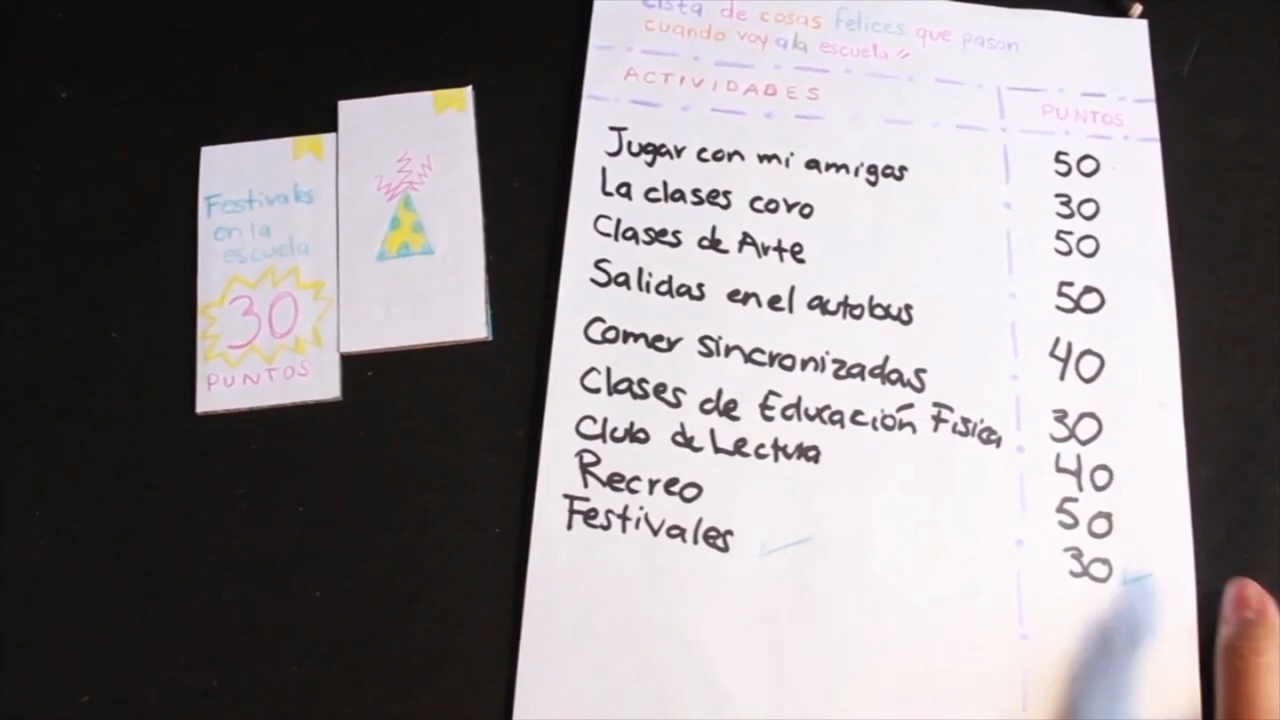 Festivales
en la
escuela
30
PUNTOS
Lista de cosas felices que pasan
cuando voy a la escuela
ACTIVIDADES PUNTOS
Jugar con mi amigas 50
La clases coro 30
Clases de Arte 50
Salidas en el autobus 50
Comer sincronizadas 40
Clases de Educación Fisica 30
Club de Lectura 40
Recreo 50
Festivales 30